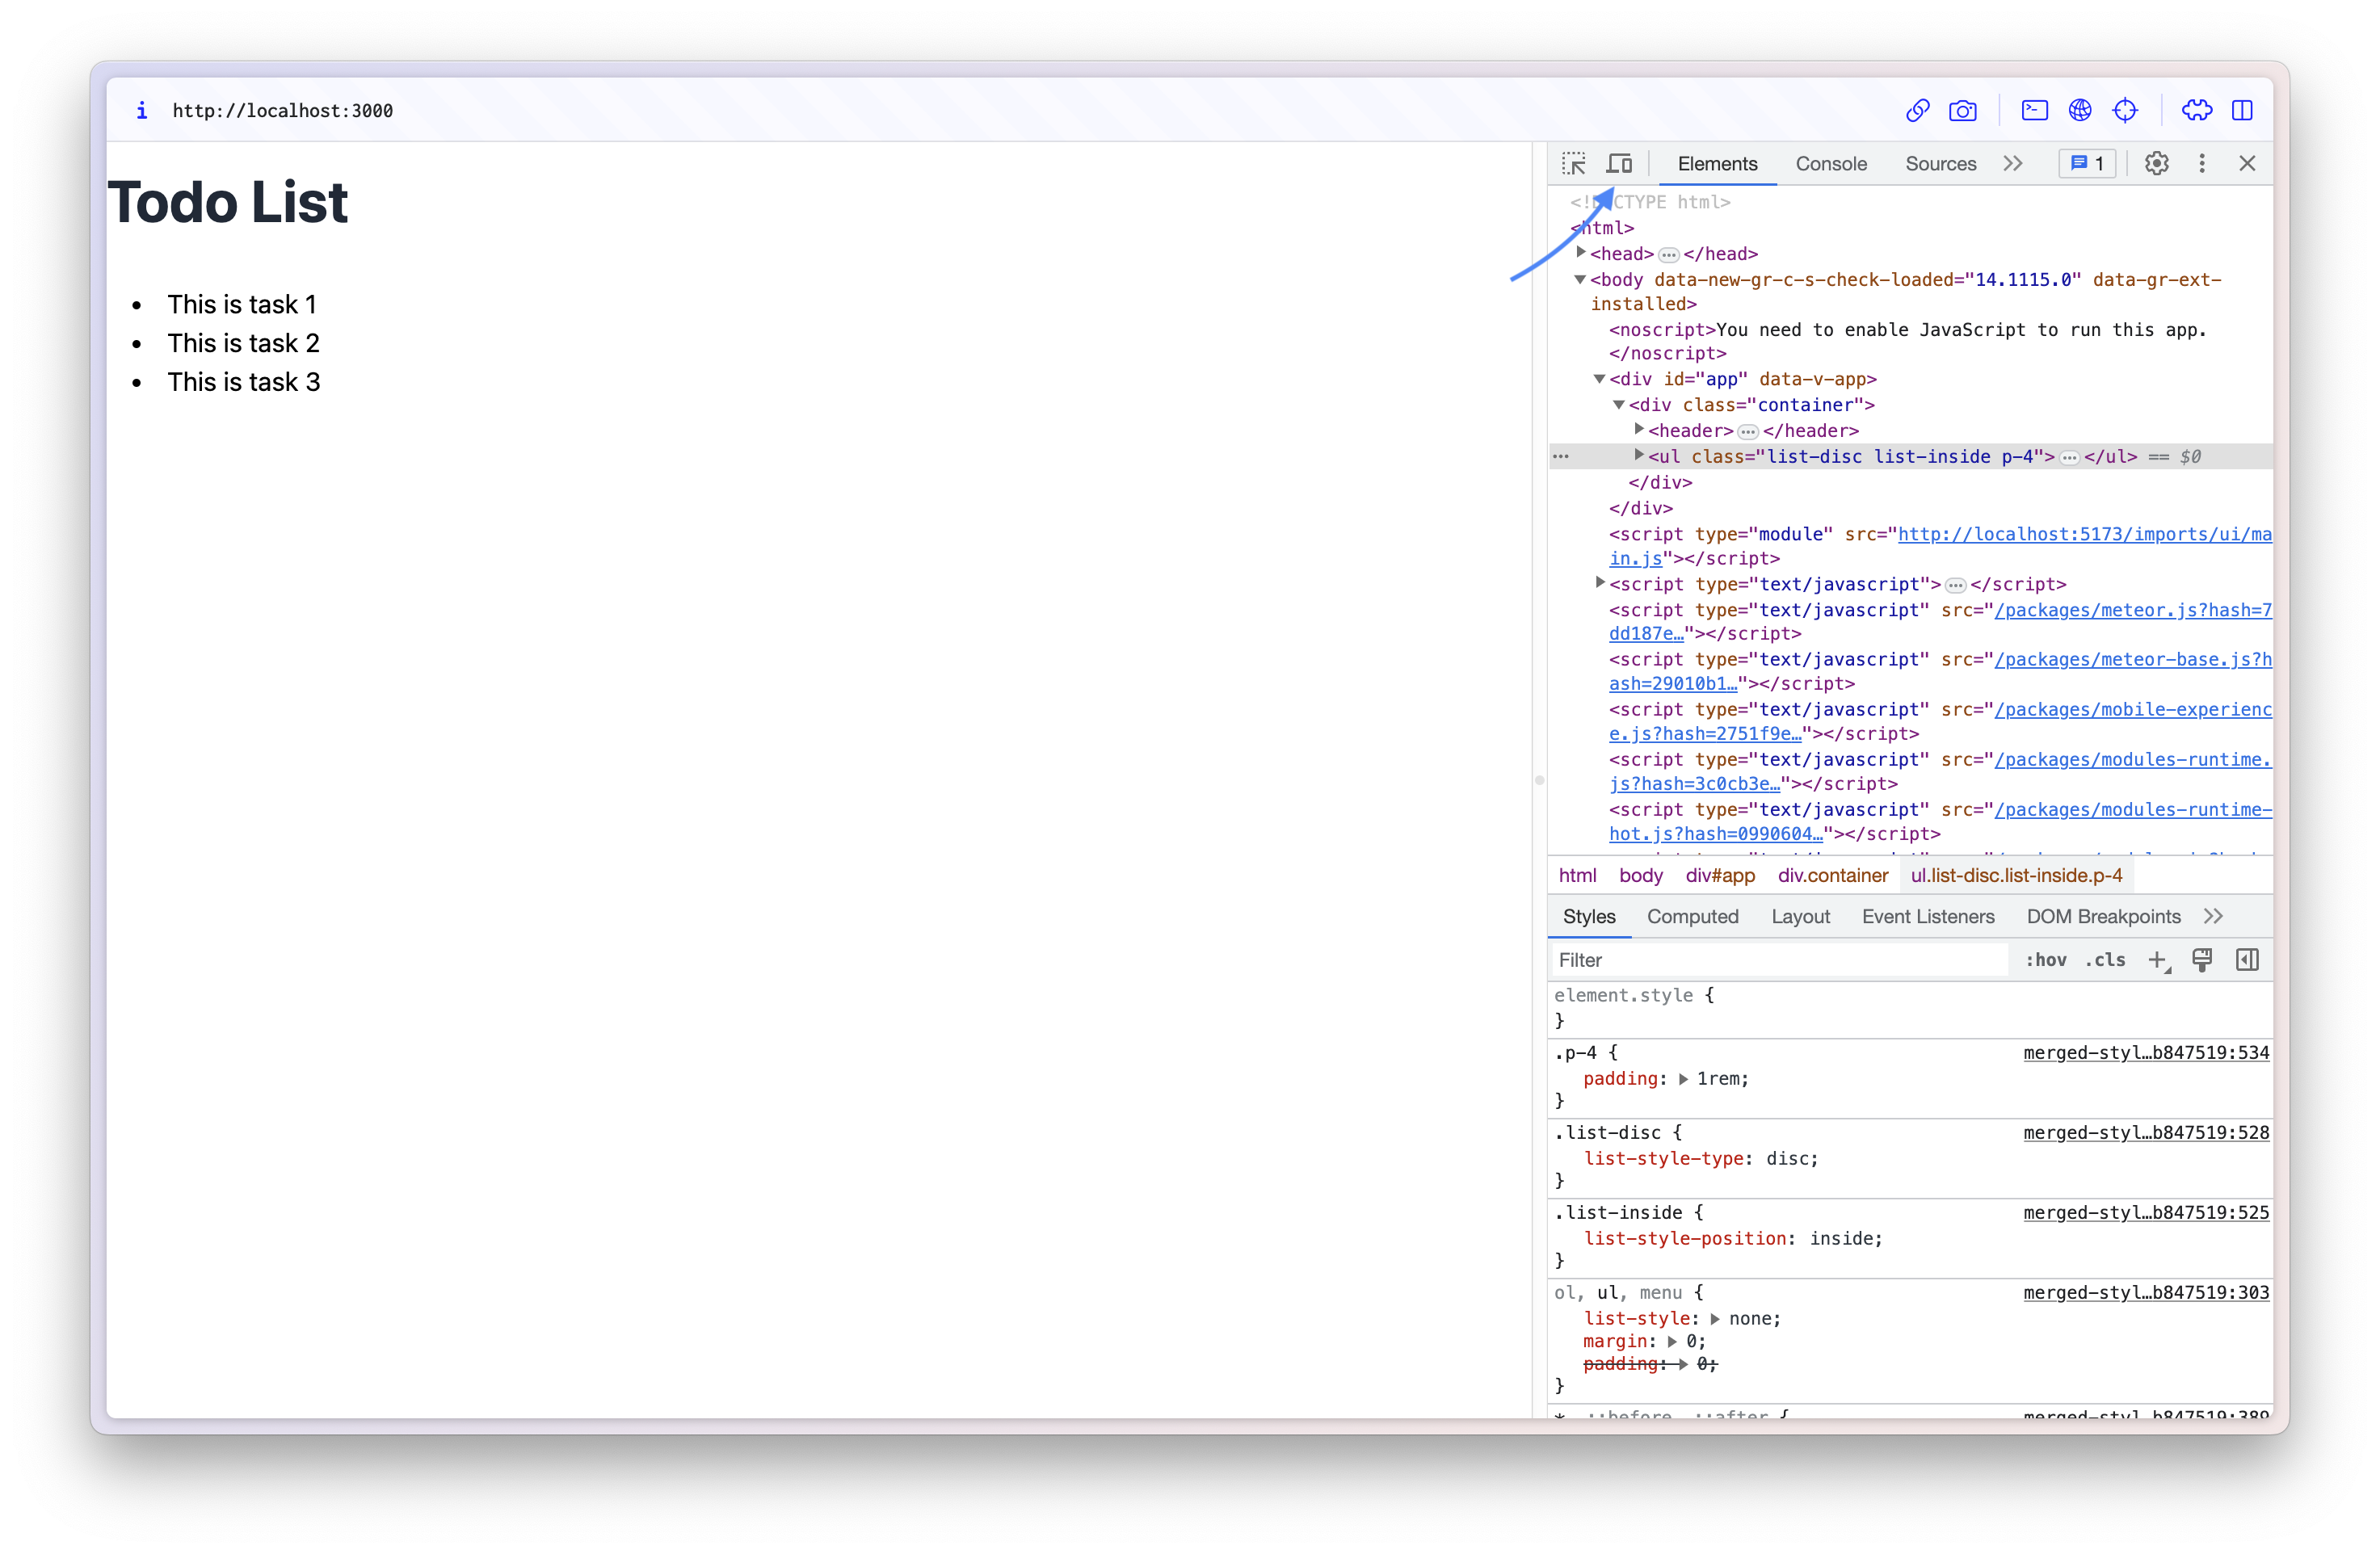 http://localhost:3000
Todo List
• This is task 1
• This is task 2
• This is task 3
Elements Console Sources 1
<html>
<head> </head>
<body data-new-gr-c-s-check-loaded="14.1115.0" data-gr-ext-
installed>
<noscript>You need to enable JavaScript to run this app.
</noscript>
<div id="app" data-v-app>
<div class="container">
<header> </header>
<ul class="list-disc list-inside p-4"> </ul> == $0
</div>
</div>
<script type="module" src="http://localhost:5173/imports/ui/ma
in.js"></script>
<script type="text/javascript"> </script>
<script type="text/javascript" src="/packages/meteor.js?hash=7
dd187e…"></script>
<script type="text/javascript" src="/packages/meteor-base.js?h
ash=29010b1…"></script>
<script type="text/javascript" src="/packages/mobile-experienc
e.js?hash=2751f9e…"></script>
<script type="text/javascript" src="/packages/modules-runtime.
js?hash=3c0cb3e…"></script>
<script type="text/javascript" src="/packages/modules-runtime-
hot.js?hash=0990604…"></script>
html body div#app div.container ul.list-disc.list-inside.p-4
Styles Computed Layout Event Listeners DOM Breakpoints
Filter :hov .cls
element.style {
}
.p-4 { merged-styl…b847519:534
padding: 1rem;
}
.list-disc { merged-styl…b847519:528
list-style-type: disc;
}
.list-inside { merged-styl…b847519:525
list-style-position: inside;
}
ol, ul, menu { merged-styl…b847519:303
list-style: none;
margin: 0;
padding: 0;
}